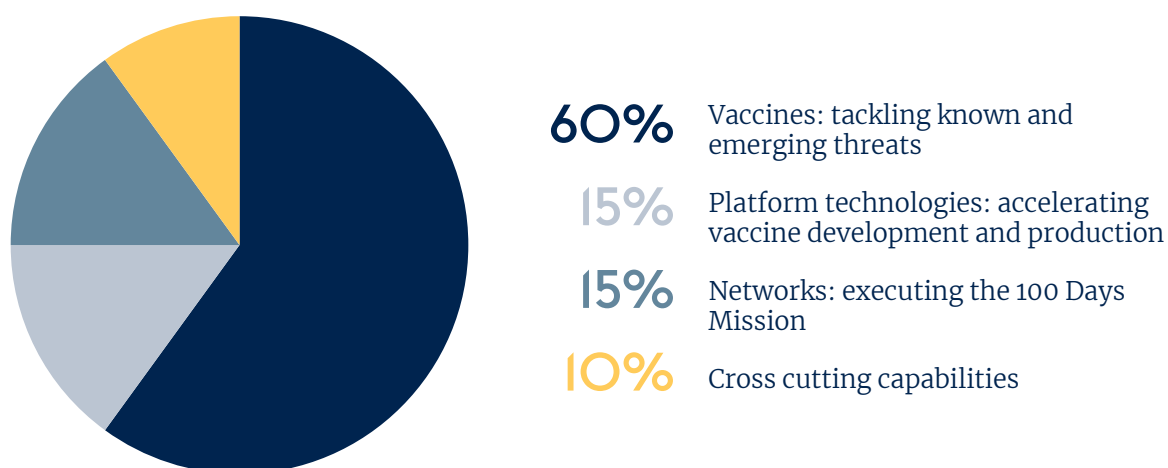 60%
Vaccines: tackling known and
emerging threats
15%
Platform technologies: accelerating
vaccine development and production
15%
Networks: executing the 100 Days
Mission
10%
Cross cutting capabilities